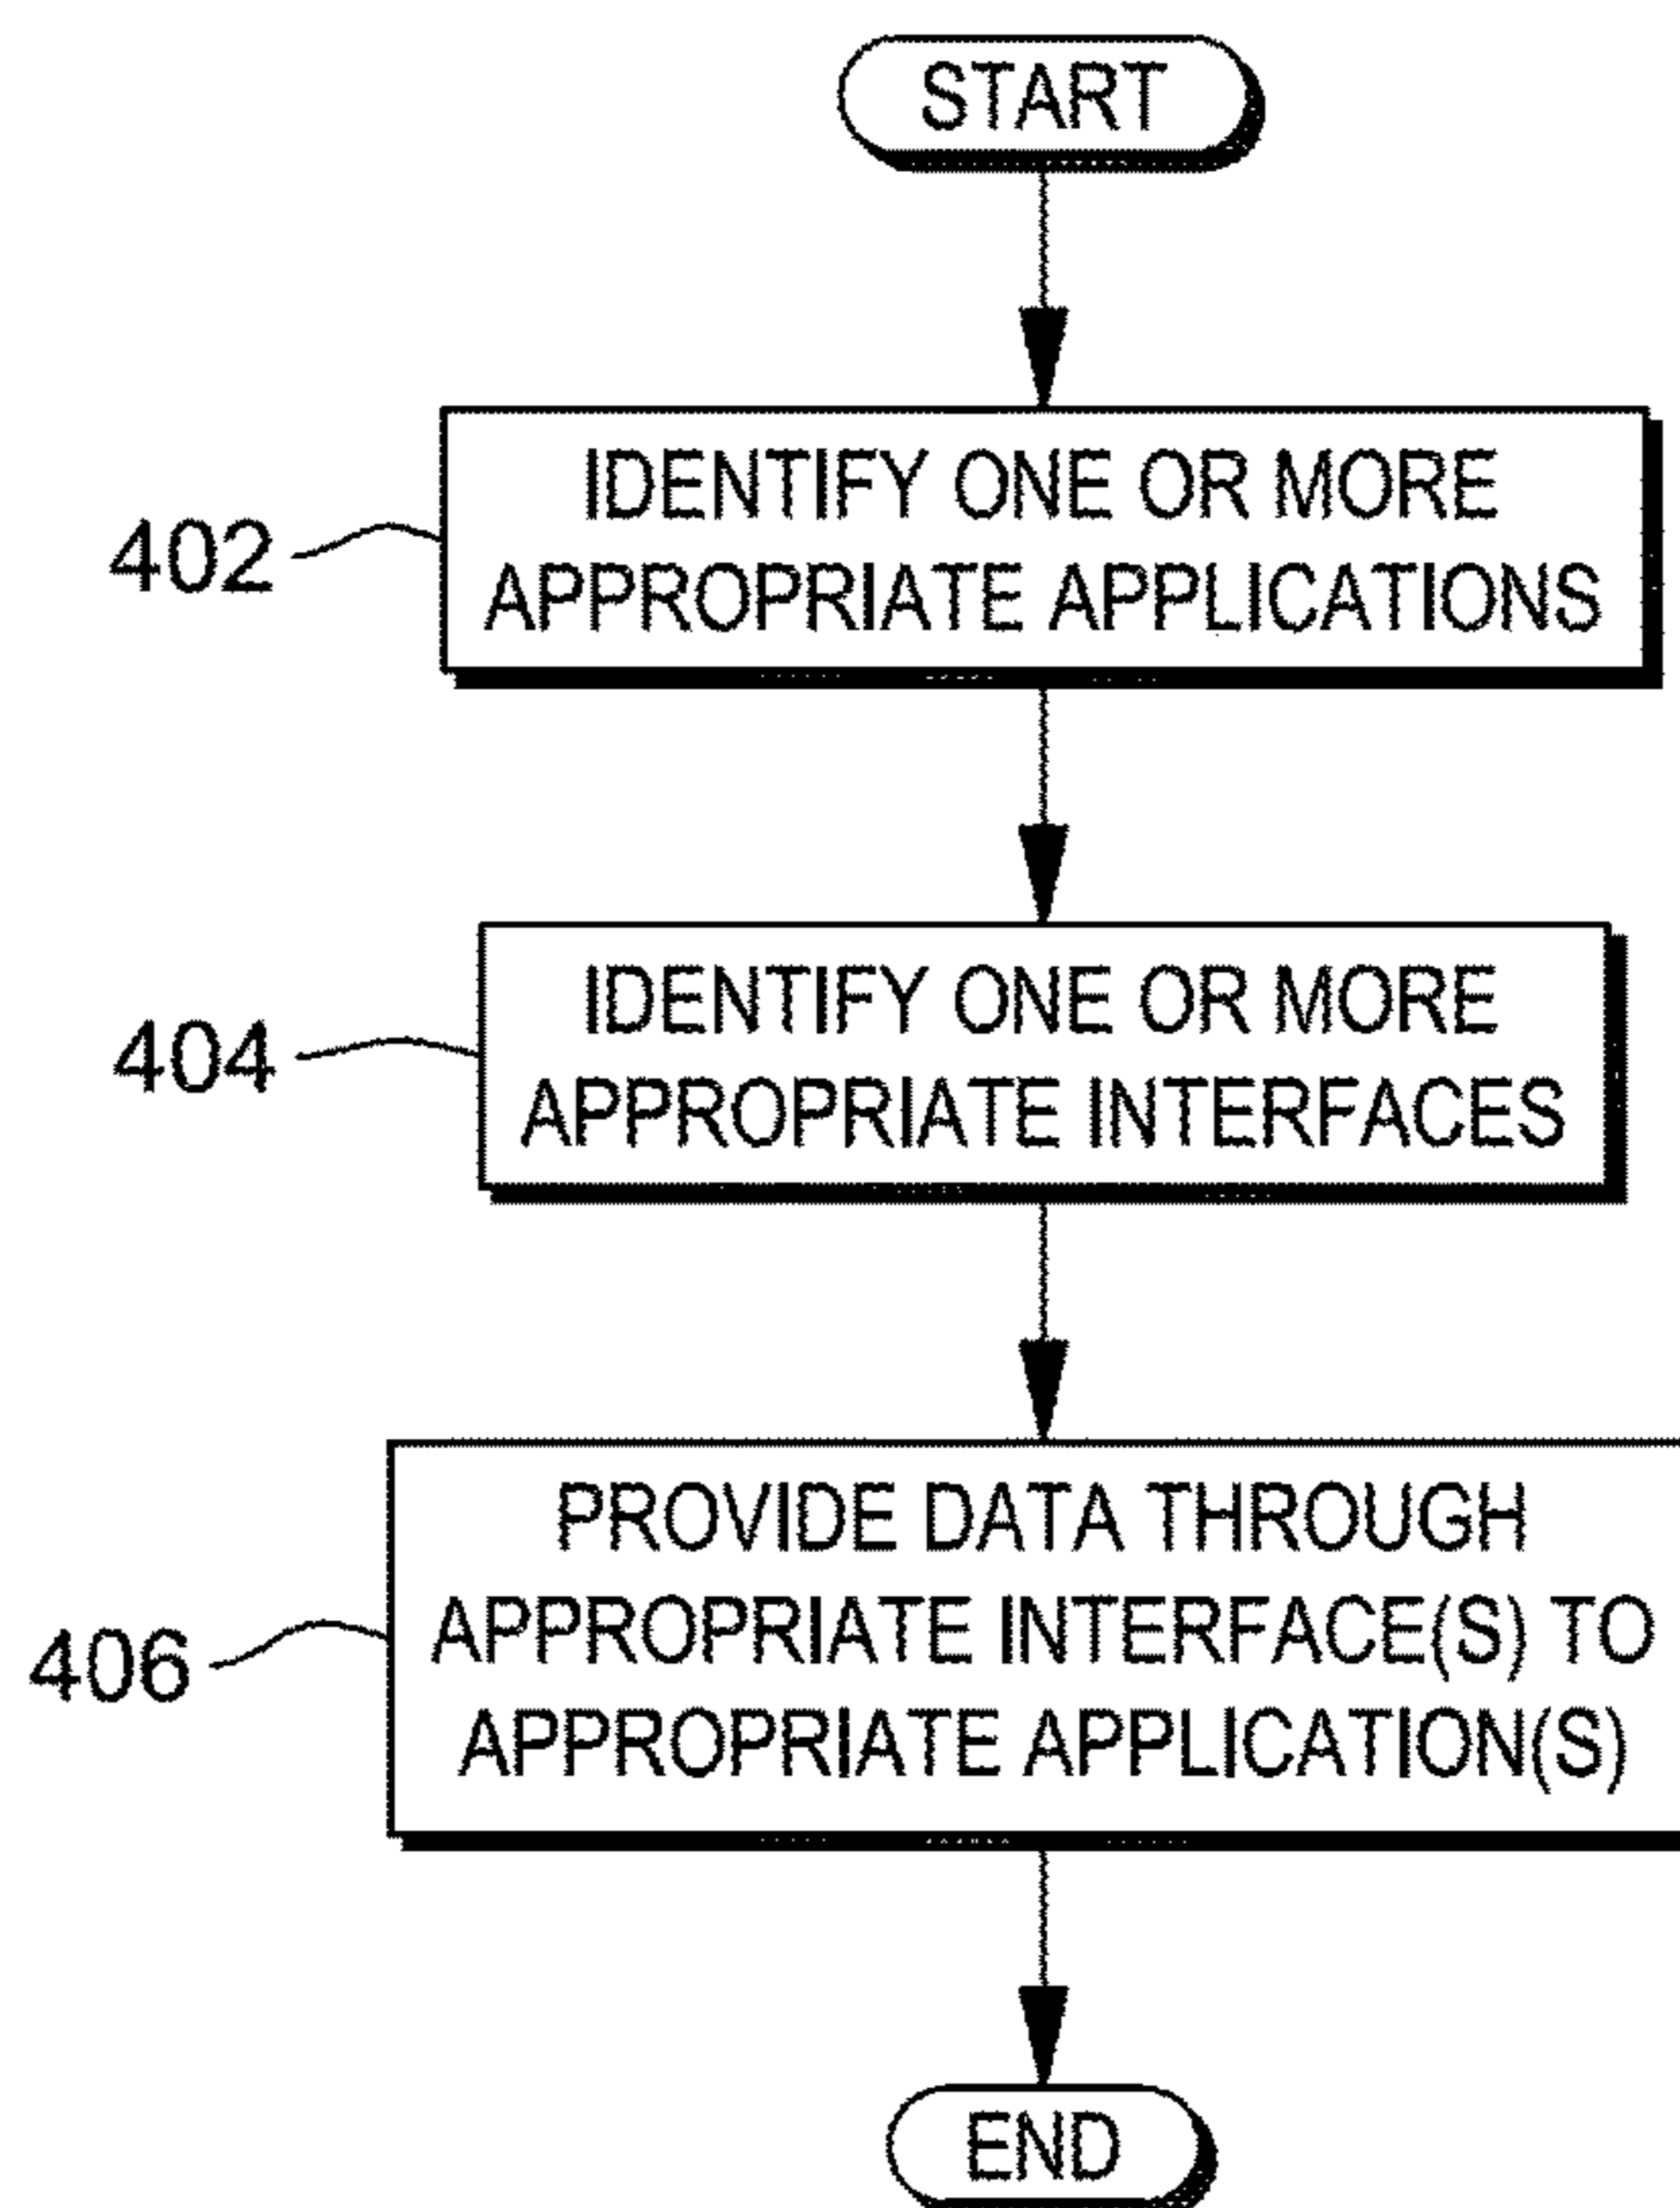 START
402
IDENTIFY ONE OR MORE
APPROPRIATE APPLICATIONS
404
IDENTIFY ONE OR MORE
APPROPRIATE INTERFACES
406
PROVIDE DATA THROUGH
APPROPRIATE INTERFACE(S) TO
APPROPRIATE APPLICATION(S)
END